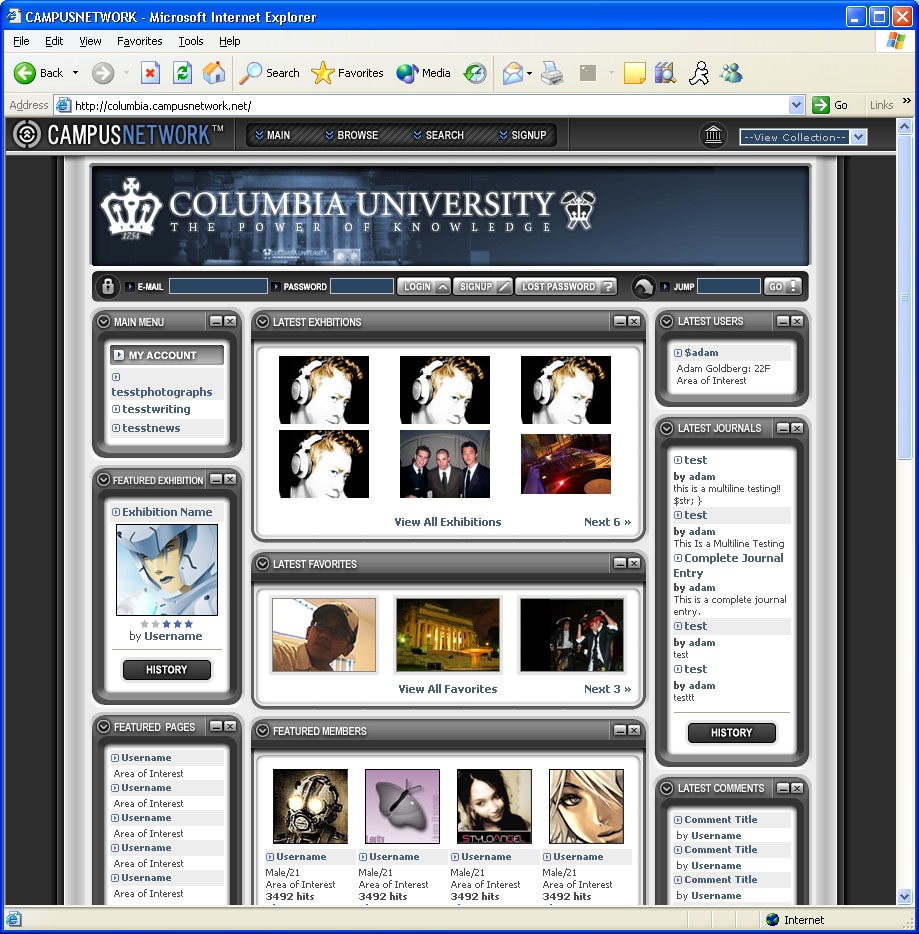 CAMPUSNETWORK - Microsoft Internet Explorer
File Edit View Favorites Tools Help
Back Search Favorites Media
Address http://columbia.campusnetwork.net/ Go Links »
CAMPUSNETWORK™ MAIN BROWSE SEARCH SIGNUP --View Collection--
COLUMBIA UNIVERSITY
THE POWER OF KNOWLEDGE
1754
E-MAIL PASSWORD LOGIN SIGNUP LOST PASSWORD ? JUMP GO !
MAIN MENU
MY ACCOUNT
tesstphotographs
tesstwriting
tesstnews
FEATURED EXHIBITION
Exhibition Name
by Username
HISTORY
FEATURED PAGES
Username
Area of Interest
Username
Area of Interest
Username
Area of Interest
Username
Area of Interest
Username
Area of Interest
LATEST EXHBITIONS
View All Exhibitions Next 6 »
LATEST FAVORITES
View All Favorites Next 3 »
FEATURED MEMBERS
STYLOANGEL
Username Username Username Username
Male/21 Male/21 Male/21 Male/21
Area of Interest Area of Interest Area of Interest Area of Interest
3492 hits 3492 hits 3492 hits 3492 hits
LATEST USERS
$adam
Adam Goldberg: 22F
Area of Interest
LATEST JOURNALS
test
by adam
this is a multiline testing!!
$str; }
test
by adam
This Is a Multiline Testing
Complete Journal
Entry
by adam
This is a complete journal
entry.
test
by adam
test
test
by adam
testtt
HISTORY
LATEST COMMENTS
Comment Title
by Username
Comment Title
by Username
Comment Title
by Username
Internet